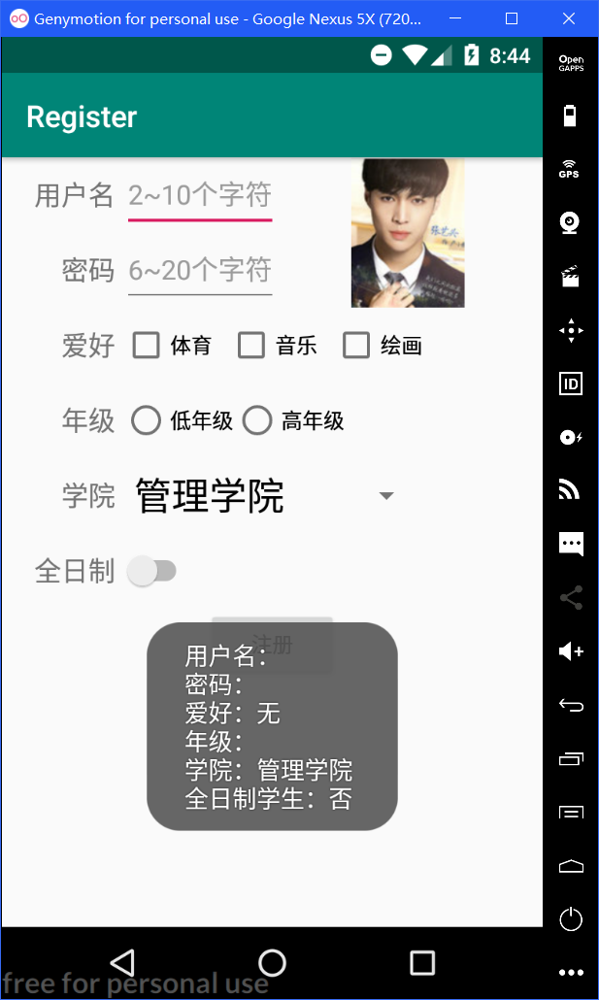 Genymotion for personal use - Google Nexus 5X (720...
8:44
Open
GAPPS
Register
用户名 2~10个字符
张艺兴
GPS
密码 6~20个字符
爱好 体育 音乐 绘画
ID
年级 低年级 高年级
学院 管理学院
全日制
注册
用户名：
密码：
爱好：无
年级：
学院：管理学院
全日制学生：否
free for personal use